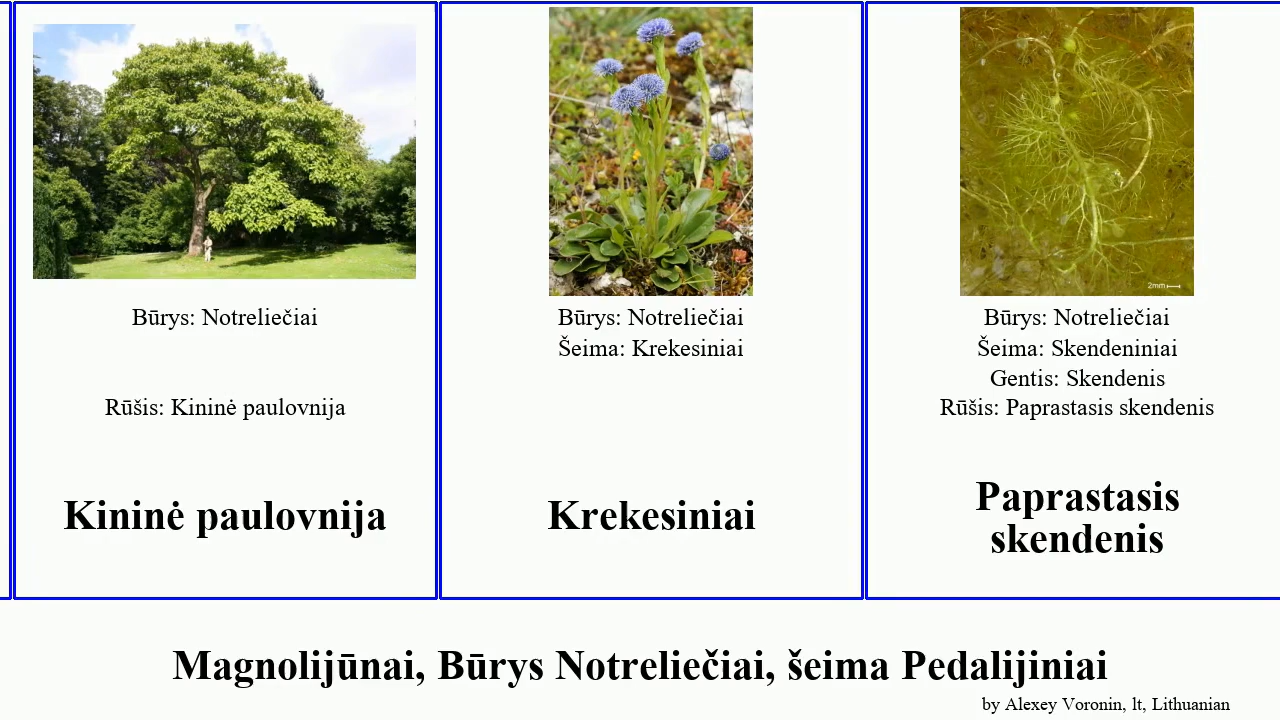 Būrys: Notreliečiai
Rūšis: Kininė paulovnija
Kininė paulovnija
Būrys: Notreliečiai
Šeima: Krekesiniai
Krekesiniai
2mm
Būrys: Notreliečiai
Šeima: Skendeniniai
Gentis: Skendenis
Rūšis: Paprastasis skendenis
Paprastasis
skendenis
Magnolijūnai, Būrys Notreliečiai, šeima Pedalijiniai
by Alexey Voronin, lt, Lithuanian